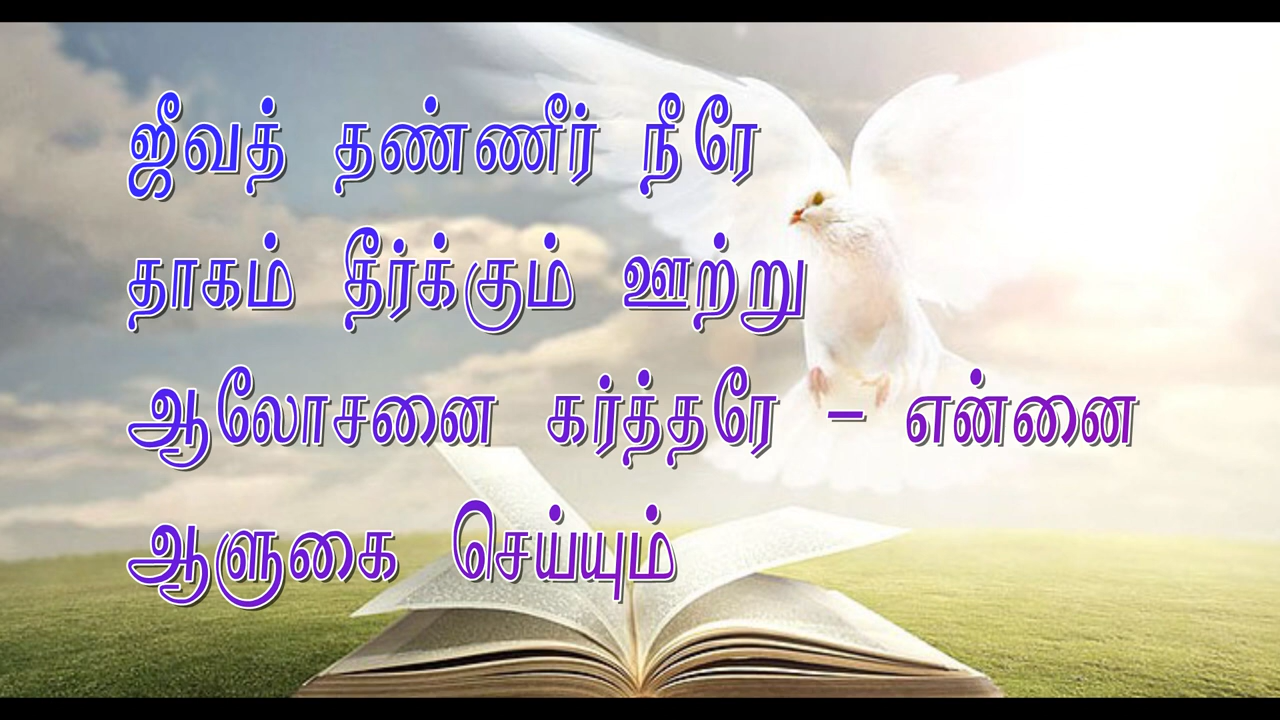 ஜீவத் தண்ணீர் நீரே
தாகம் தீர்க்கும் ஊற்று
ஆலோசனை கர்த்தரே – என்னை
ஆளுகை செய்யும்